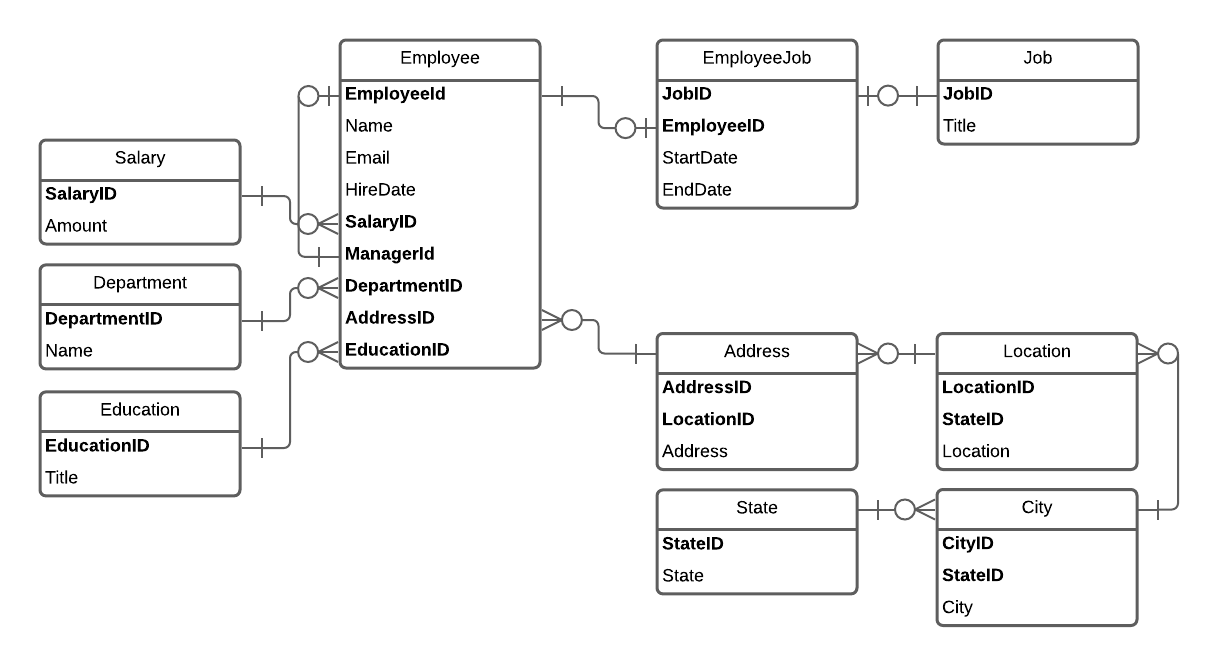 Employee
EmployeeId
Name
Email
HireDate
SalaryID
ManagerId
DepartmentID
AddressID
EducationID
EmployeeJob
JobID
EmployeeID
StartDate
EndDate
Job
JobID
Title
Salary
SalaryID
Amount
Department
DepartmentID
Name
Education
EducationID
Title
Address
AddressID
LocationID
Address
Location
LocationID
StateID
Location
State
StateID
State
City
CityID
StateID
City